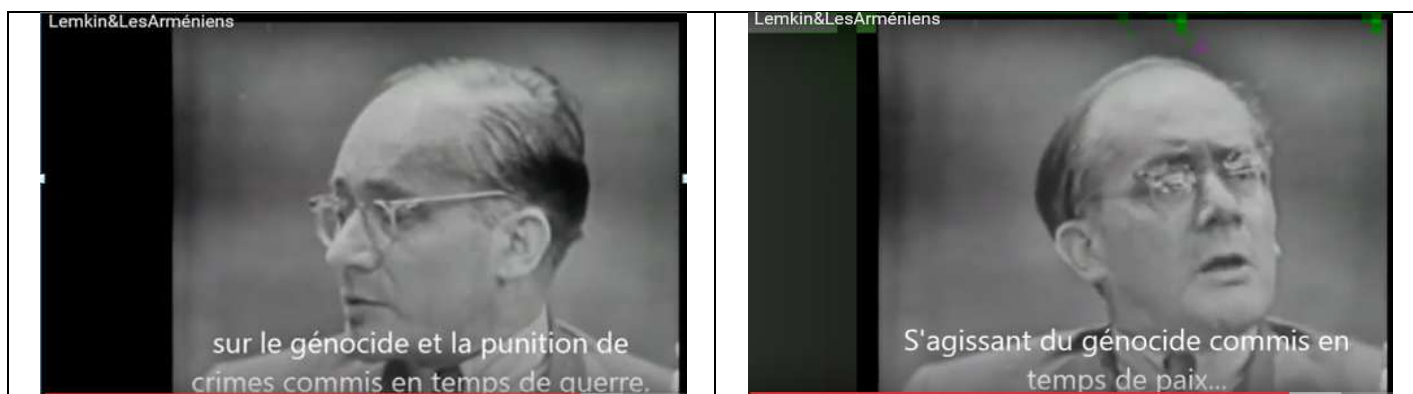 Lemkin&LesArméniens
sur le génocide et la punition de
crimes commis en temps de guerre.
Lemkin&LesArméniens
S'agissant du génocide commis en
temps de paix...